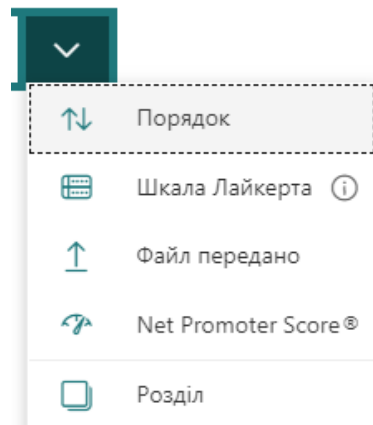 Порядок
Шкала Лайкерта
Файл передано
Net Promoter Score®
Розділ